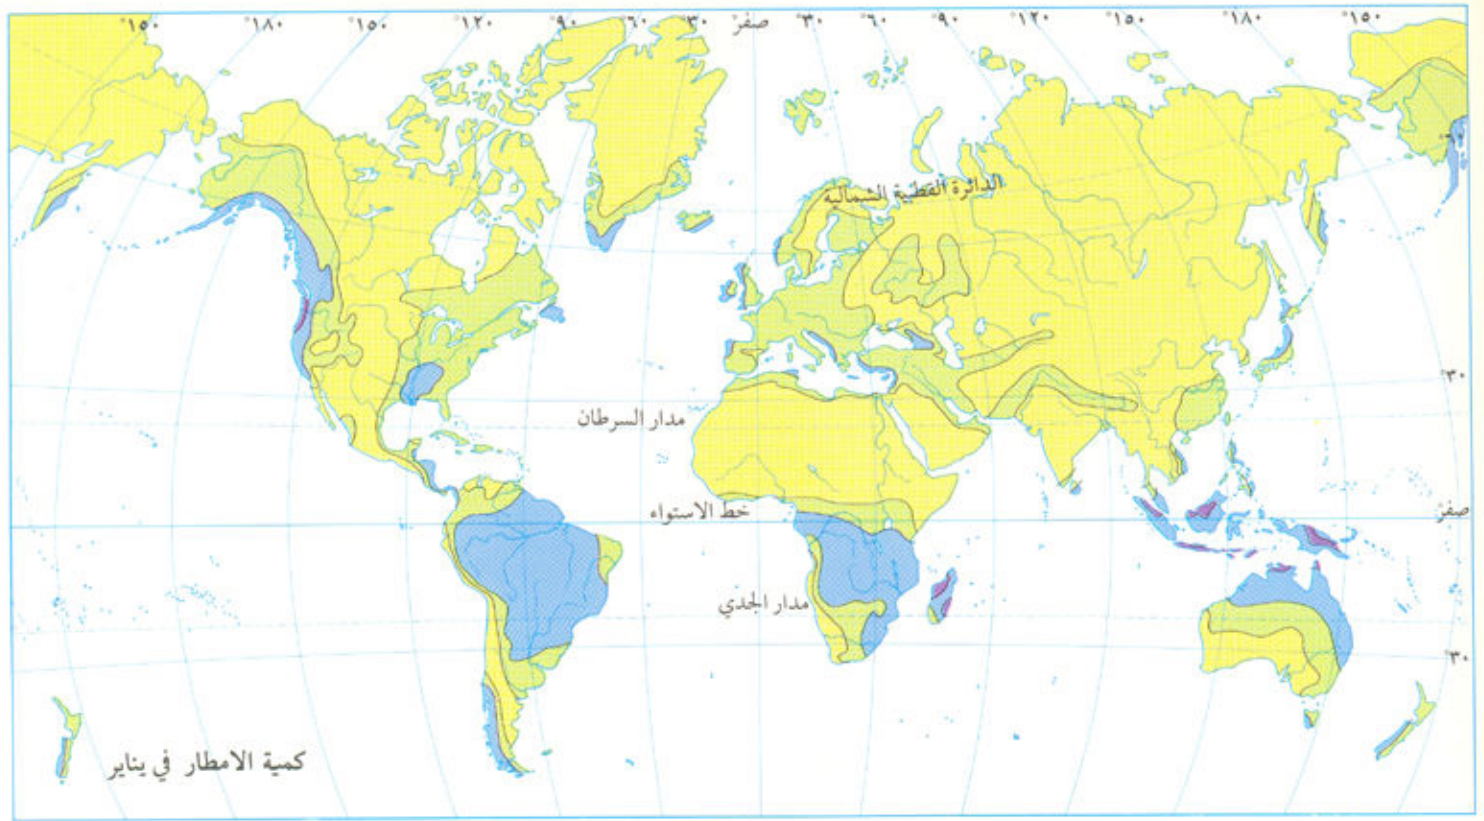 °١٥٠ °١٨٠ °١٥٠ °١٢٠ °٩٠ °٦٠ °٣٠ صفر° °٣٠ °٦٠ °٩٠ °١٢٠ °١٥٠ °١٨٠ °١٥٠
الدائرة القطبية الشمالية
°٣٠
مدار السرطان
خط الاستواء
صفر°
مدار الجدي
°٣٠
كمية الامطار في يناير